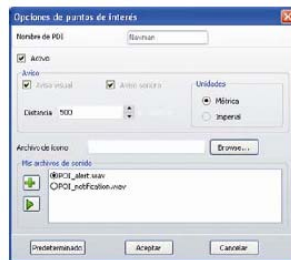 Opciones de puntos de interés
Nombre de PDI Navman
Activo
Aviso
Aviso visual Aviso sonoro
Unidades
Métrica
Distancia 500
Imperial
Archivo de icono Browse...
Mis archivos de sonido
POI_alert.wav
POI_notification.wav
Predeterminado Aceptar Cancelar